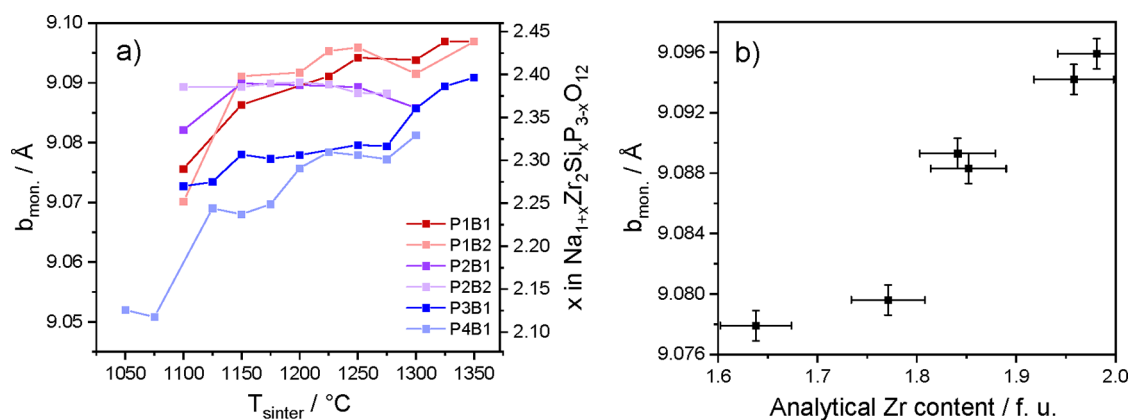 a)
9.10
9.09
9.08
9.07
9.06
9.05
b_mon. / Å
1050 1100 1150 1200 1250 1300 1350
T_sinter / °C
2.45
2.40
2.35
2.30
2.25
2.20
2.15
2.10
x in Na_1+xZr_2Si_xP_3-xO_12
P1B1
P1B2
P2B1
P2B2
P3B1
P4B1
b)
9.096
9.092
9.088
9.084
9.080
9.076
b_mon. / Å
1.6 1.7 1.8 1.9 2.0
Analytical Zr content / f. u.